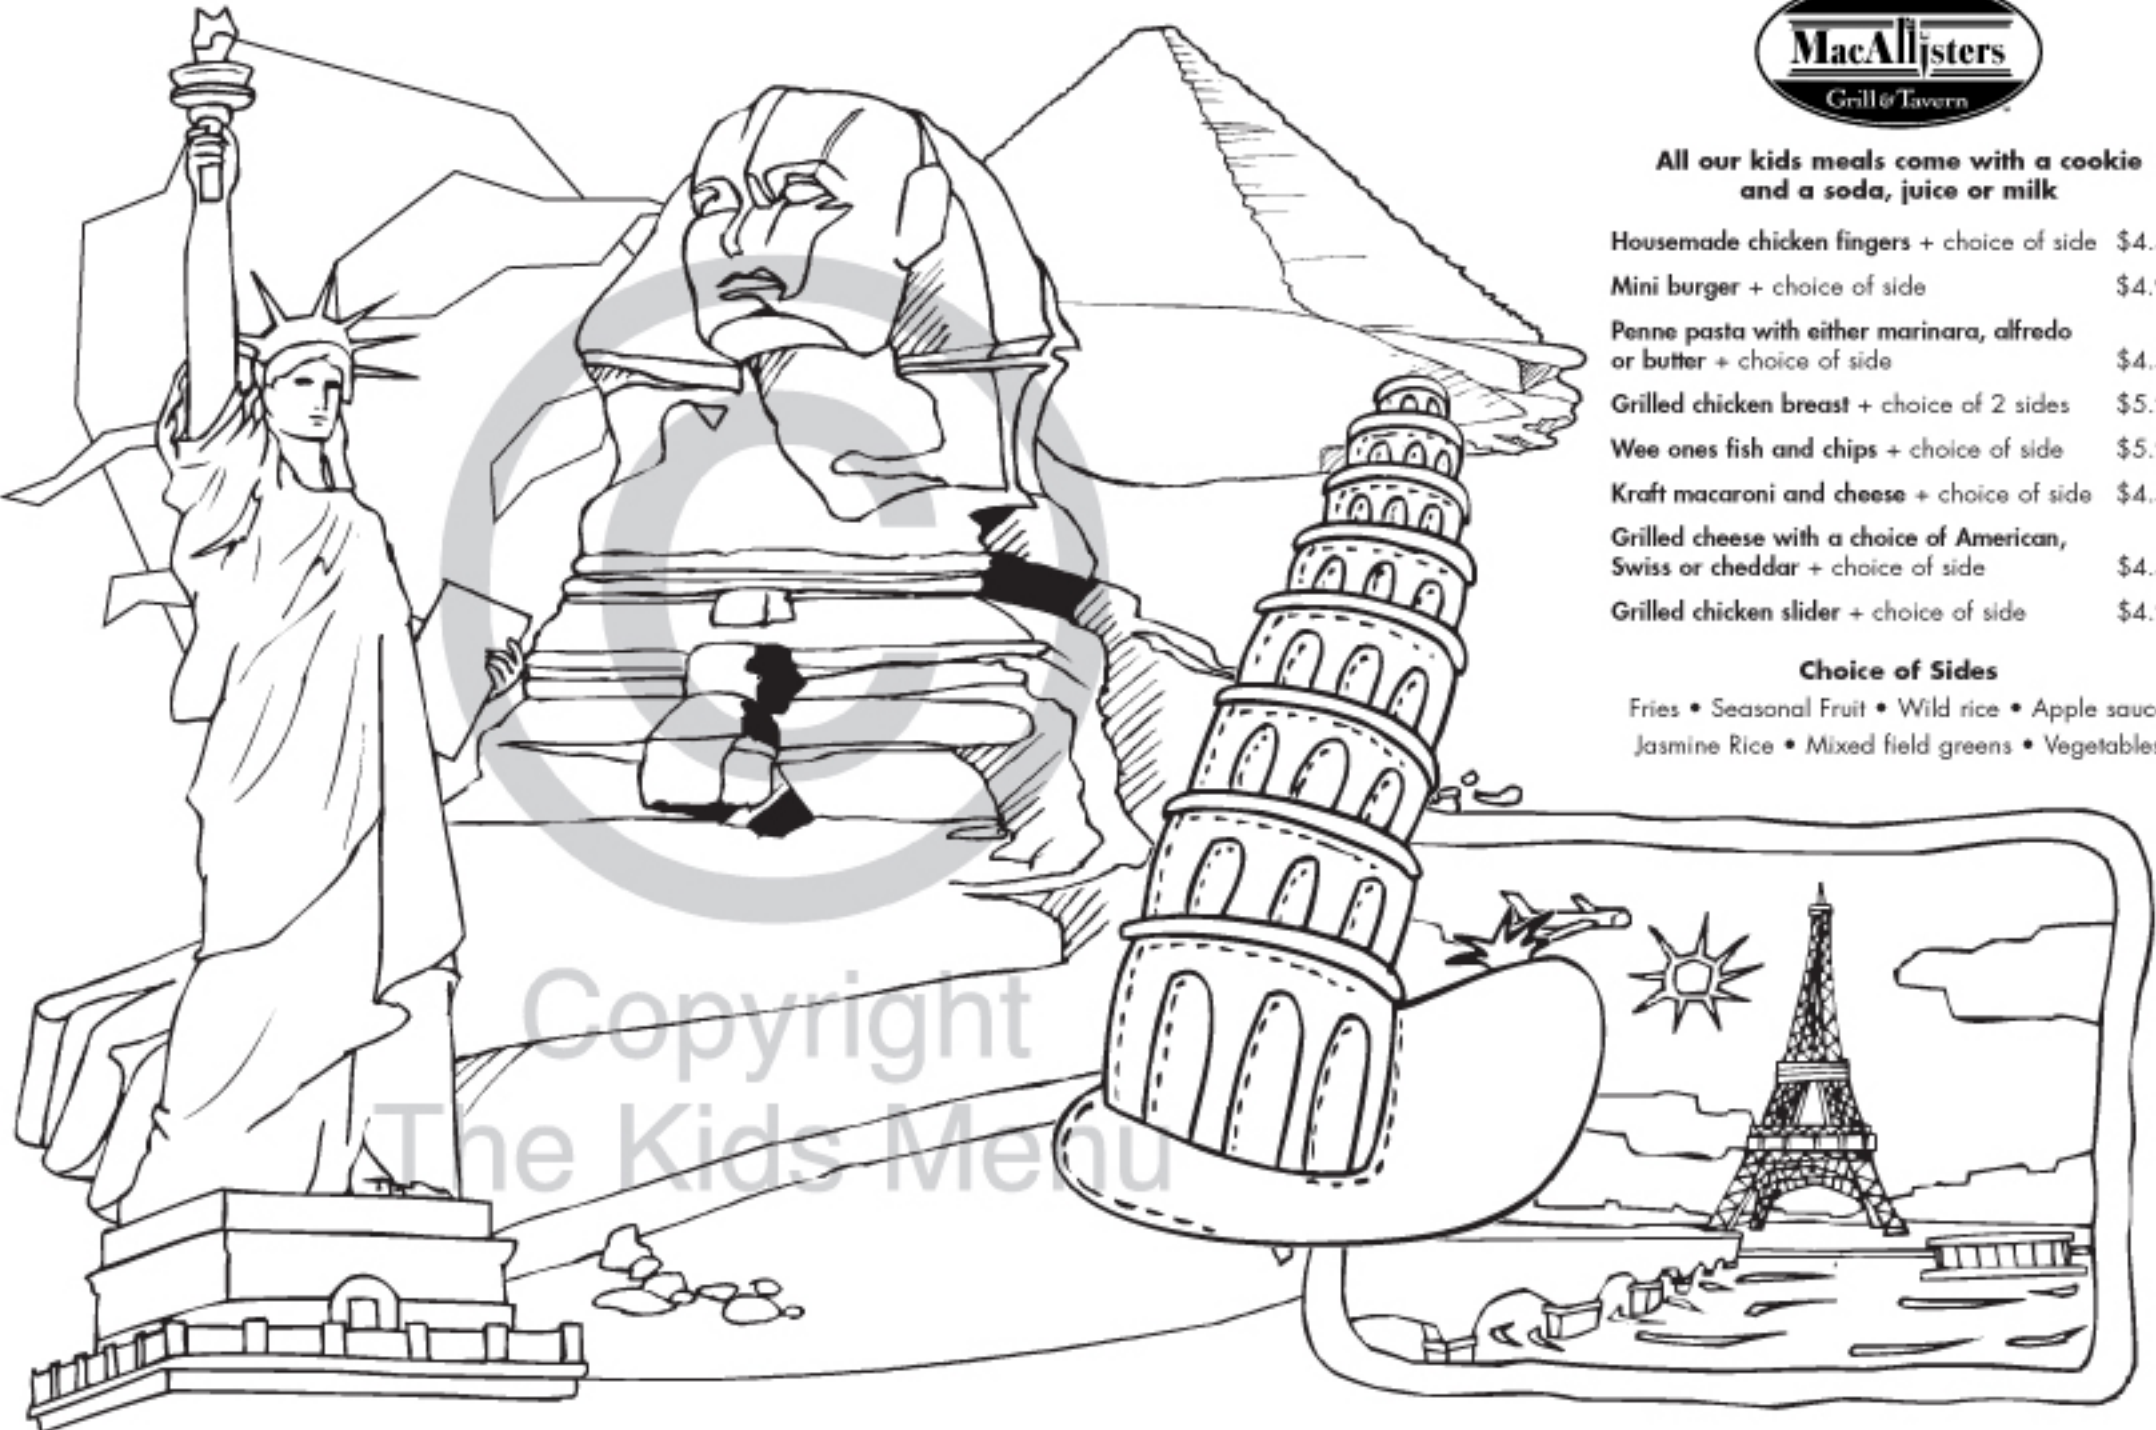 MacAllisters
Grill & Tavern
All our kids meals come with a cookie
and a soda, juice or milk
Housemade chicken fingers + choice of side $4.
Mini burger + choice of side $4.
Penne pasta with either marinara, alfredo
or butter + choice of side $4.
Grilled chicken breast + choice of 2 sides $5.
Wee ones fish and chips + choice of side $5.
Kraft macaroni and cheese + choice of side $4.
Grilled cheese with a choice of American,
Swiss or cheddar + choice of side $4.
Grilled chicken slider + choice of side $4.
Choice of Sides
Fries • Seasonal Fruit • Wild rice • Apple sauc
Jasmine Rice • Mixed field greens • Vegetables
©
Copyright
The Kids Menu